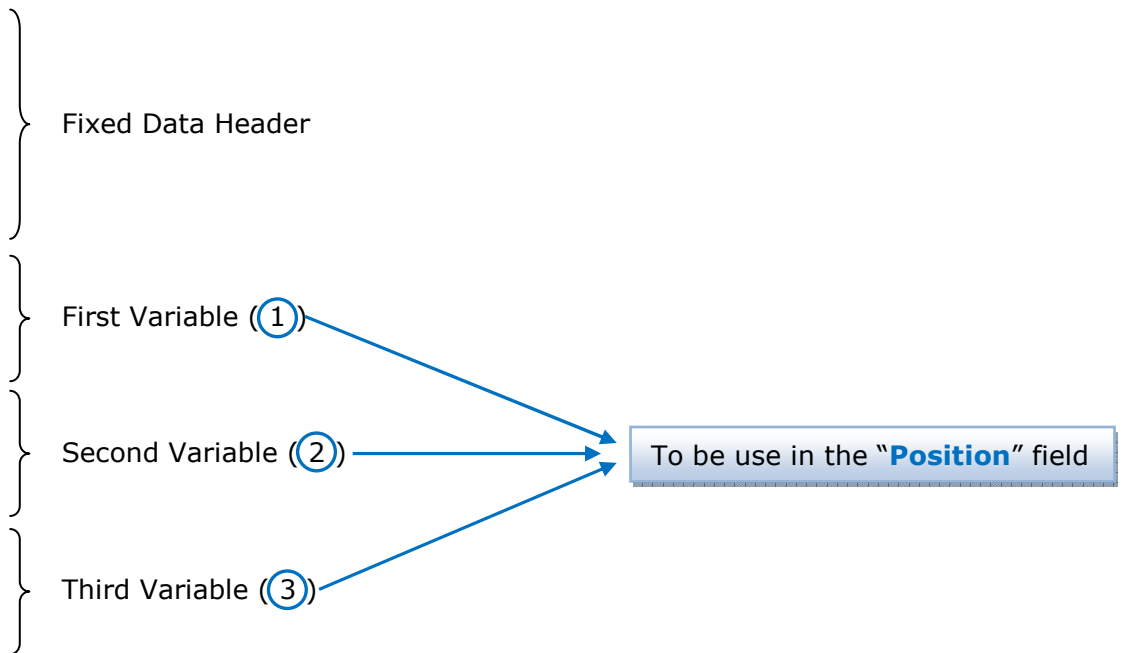 Fixed Data Header
First Variable (1)
Second Variable (2)
To be use in the “Position” field
Third Variable (3)